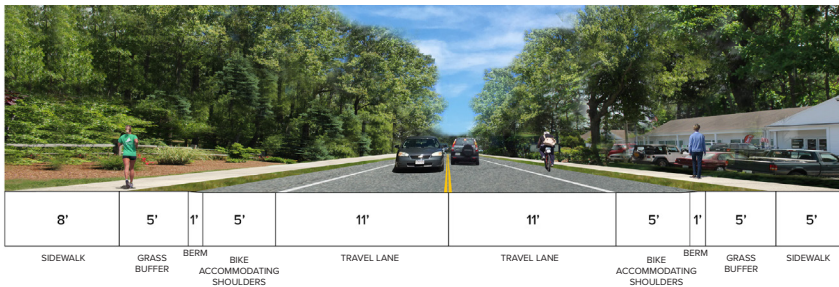 8'
5'
1'
5'
11'
11'
5'
1'
5'
5'
SIDEWALK
GRASS
BUFFER
BERM
BIKE
ACCOMMODATING
SHOULDERS
TRAVEL LANE
TRAVEL LANE
BIKE
ACCOMMODATING
SHOULDERS
BERM
GRASS
BUFFER
SIDEWALK